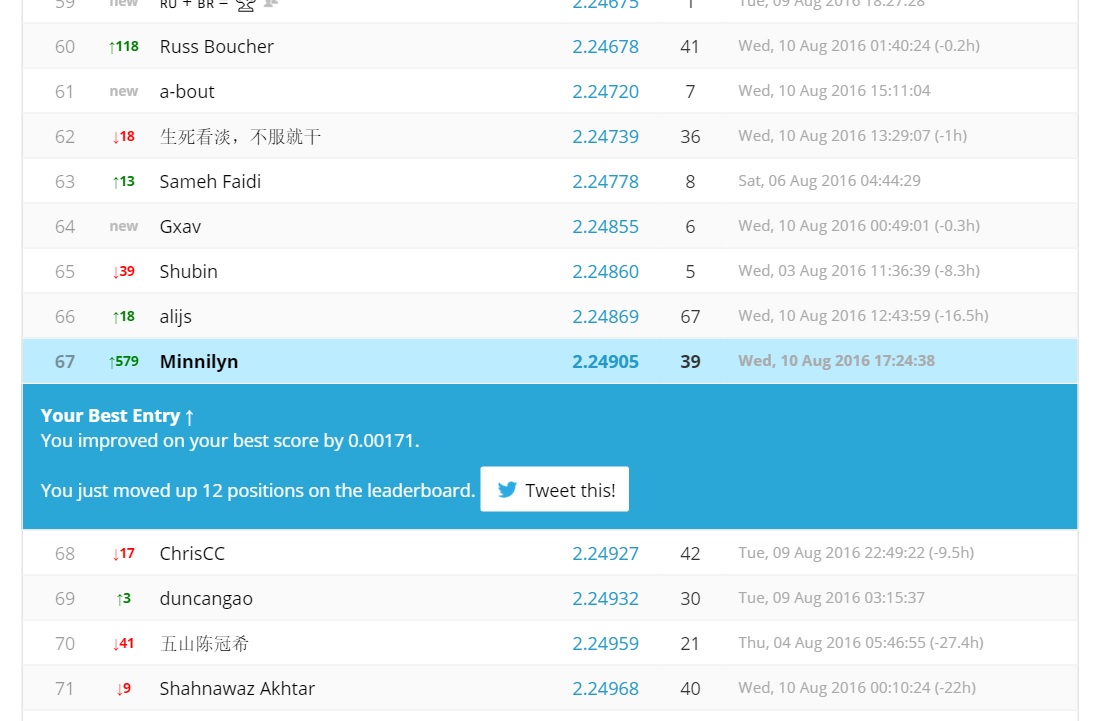 59 new RU + BR = 2.24675 1 Tue, 09 Aug 2016 18:27:28
60 ↑118 Russ Boucher 2.24678 41 Wed, 10 Aug 2016 01:40:24 (-0.2h)
61 new a-bout 2.24720 7 Wed, 10 Aug 2016 15:11:04
62 ↓18 生死看淡，不服就干 2.24739 36 Wed, 10 Aug 2016 13:29:07 (-1h)
63 ↑13 Sameh Faidi 2.24778 8 Sat, 06 Aug 2016 04:44:29
64 new Gxav 2.24855 6 Wed, 10 Aug 2016 00:49:01 (-0.3h)
65 ↓39 Shubin 2.24860 5 Wed, 03 Aug 2016 11:36:39 (-8.3h)
66 ↑18 alijs 2.24869 67 Wed, 10 Aug 2016 12:43:59 (-16.5h)
67 ↑579 Minnilyn 2.24905 39 Wed, 10 Aug 2016 17:24:38
Your Best Entry ↑
You improved on your best score by 0.00171.
You just moved up 12 positions on the leaderboard. Tweet this!
68 ↓17 ChrisCC 2.24927 42 Tue, 09 Aug 2016 22:49:22 (-9.5h)
69 ↑3 duncangao 2.24932 30 Tue, 09 Aug 2016 03:15:37
70 ↓41 五山陈冠希 2.24959 21 Thu, 04 Aug 2016 05:46:55 (-27.4h)
71 ↓9 Shahnawaz Akhtar 2.24968 40 Wed, 10 Aug 2016 00:10:24 (-22h)